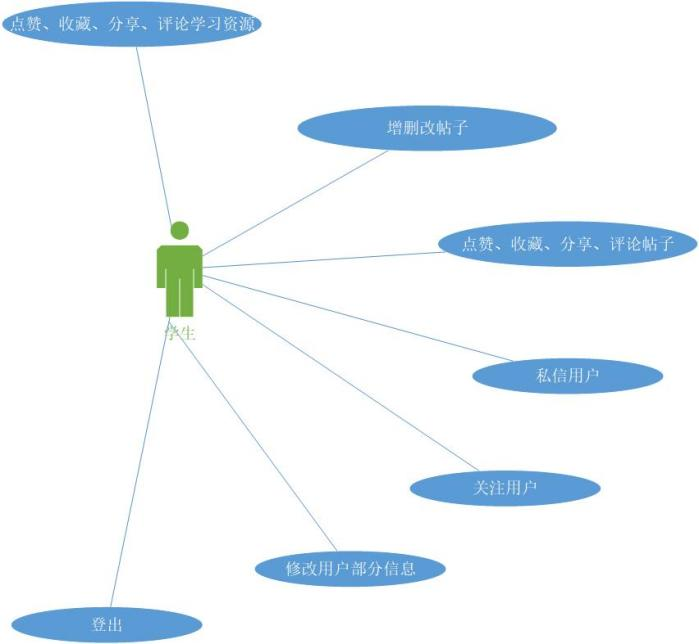 点赞、收藏、分享、评论学习资源
增删改帖子
点赞、收藏、分享、评论帖子
学生
私信用户
关注用户
修改用户部分信息
登出